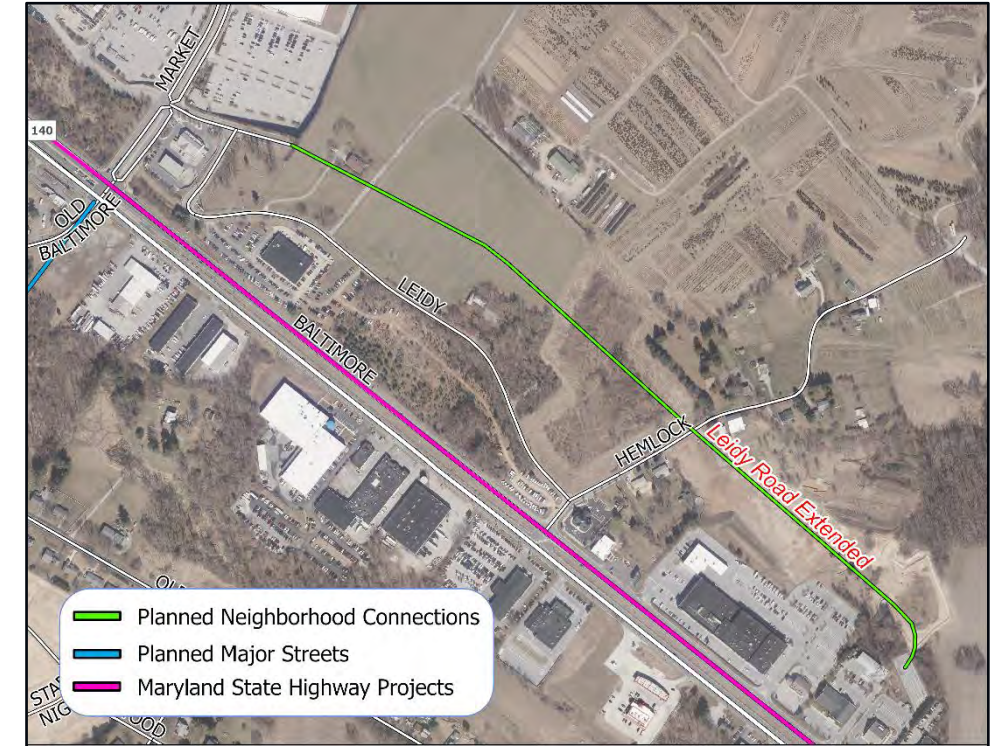 MARKET
140
OLD
BALTIMORE
LEIDY
BALTIMORE
HEMLOCK
Leidy Road Extended
Planned Neighborhood Connections
Planned Major Streets
Maryland State Highway Projects